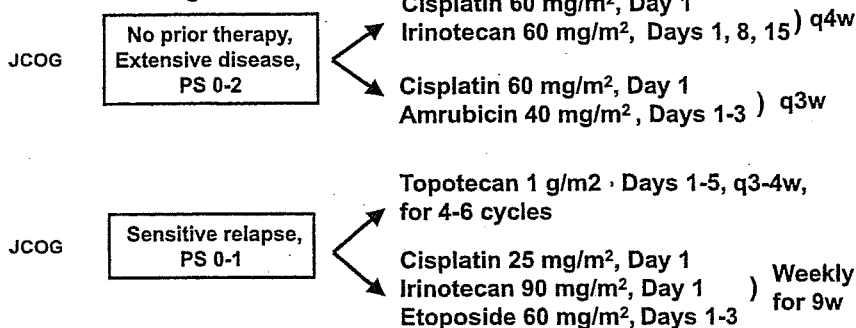 Cisplatin 60 mg/m², Day 1
Irinotecan 60 mg/m², Days 1, 8, 15 ) q4w
JCOG
No prior therapy,
Extensive disease,
PS 0-2
Cisplatin 60 mg/m², Day 1
Amrubicin 40 mg/m² , Days 1-3 ) q3w
Topotecan 1 g/m2 · Days 1-5, q3-4w,
for 4-6 cycles
JCOG
Sensitive relapse,
PS 0-1
Cisplatin 25 mg/m², Day 1
Irinotecan 90 mg/m², Day 1
Etoposide 60 mg/m², Days 1-3
) Weekly
for 9w